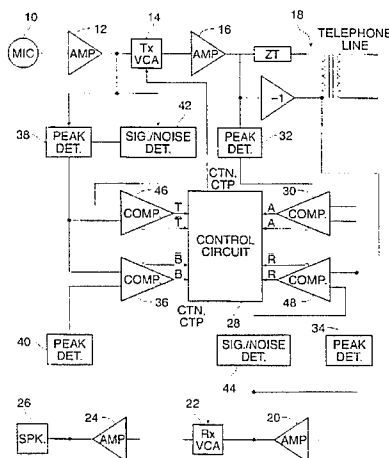 10 12 14 16 18 TELEPHONE LINE
MIC AMP Tx VCA AMP ZT
-1
38 42 32
PEAK DET. SIG./NOISE DET. PEAK DET.
CTN, CTP
46 30
COMP. T A COMP.
T̅ A̅
CONTROL CIRCUIT
B̅ R̅
COMP. B R COMP.
36 CTN, CTP 28 48
34
40 PEAK DET. SIG./NOISE DET. PEAK DET.
44
26 24 22 20
SPK. AMP Rx VCA AMP